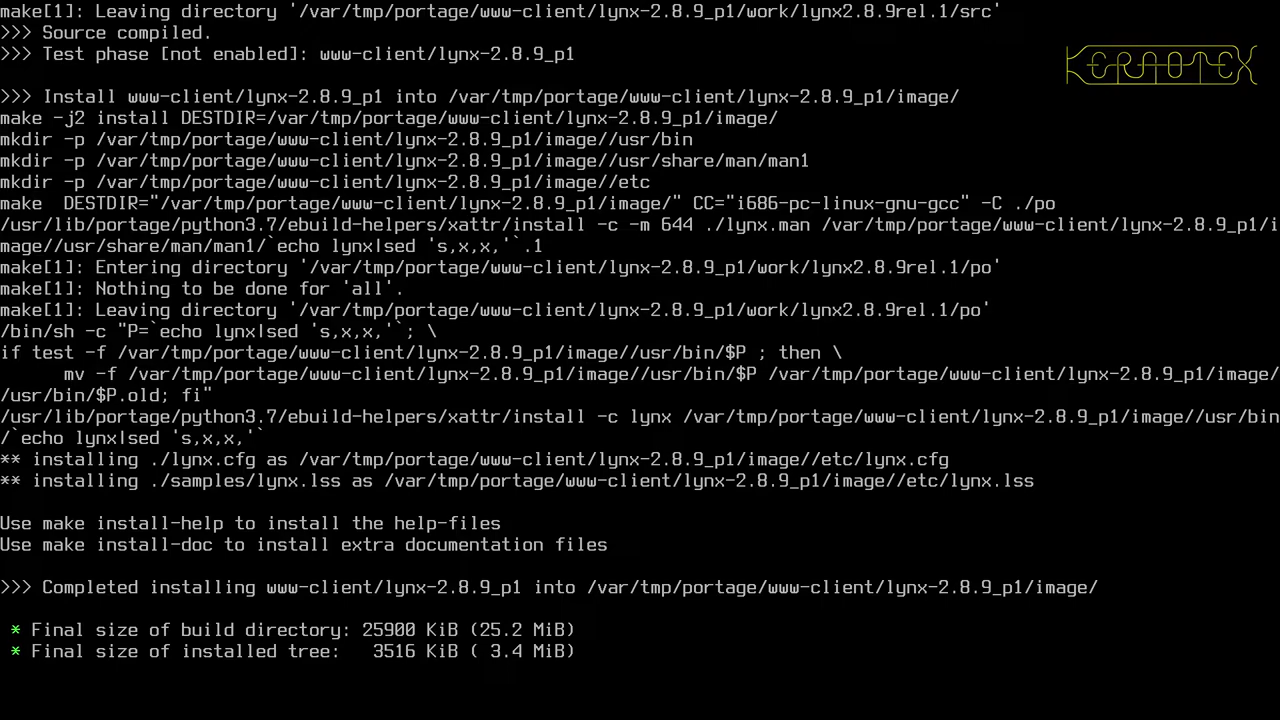 make[1]: Leaving directory '/var/tmp/portage/www-client/lynx-2.8.9_p1/work/lynx2.8.9rel.1/src'
>>> Source compiled.
>>> Test phase [not enabled]: www-client/lynx-2.8.9_p1
KERNOTEX
>>> Install www-client/lynx-2.8.9_p1 into /var/tmp/portage/www-client/lynx-2.8.9_p1/image/
make -j2 install DESTDIR=/var/tmp/portage/www-client/lynx-2.8.9_p1/image/
mkdir -p /var/tmp/portage/www-client/lynx-2.8.9_p1/image//usr/bin
mkdir -p /var/tmp/portage/www-client/lynx-2.8.9_p1/image//usr/share/man/man1
mkdir -p /var/tmp/portage/www-client/lynx-2.8.9_p1/image//etc
make  DESTDIR="/var/tmp/portage/www-client/lynx-2.8.9_p1/image/" CC="i686-pc-linux-gnu-gcc" -C ./po
/usr/lib/portage/python3.7/ebuild-helpers/xattr/install -c -m 644 ./lynx.man /var/tmp/portage/www-client/lynx-2.8.9_p1/i
mage//usr/share/man/man1/`echo lynx|sed 's,x,x,'`.1
make[1]: Entering directory '/var/tmp/portage/www-client/lynx-2.8.9_p1/work/lynx2.8.9rel.1/po'
make[1]: Nothing to be done for 'all'.
make[1]: Leaving directory '/var/tmp/portage/www-client/lynx-2.8.9_p1/work/lynx2.8.9rel.1/po'
/bin/sh -c "P=`echo lynx|sed 's,x,x,'`; \
if test -f /var/tmp/portage/www-client/lynx-2.8.9_p1/image//usr/bin/$P ; then \
      mv -f /var/tmp/portage/www-client/lynx-2.8.9_p1/image//usr/bin/$P /var/tmp/portage/www-client/lynx-2.8.9_p1/image/
/usr/bin/$P.old; fi"
/usr/lib/portage/python3.7/ebuild-helpers/xattr/install -c lynx /var/tmp/portage/www-client/lynx-2.8.9_p1/image//usr/bin
/`echo lynx|sed 's,x,x,'`
** installing ./lynx.cfg as /var/tmp/portage/www-client/lynx-2.8.9_p1/image//etc/lynx.cfg
** installing ./samples/lynx.lss as /var/tmp/portage/www-client/lynx-2.8.9_p1/image//etc/lynx.lss
Use make install-help to install the help-files
Use make install-doc to install extra documentation files
>>> Completed installing www-client/lynx-2.8.9_p1 into /var/tmp/portage/www-client/lynx-2.8.9_p1/image/
* Final size of build directory: 25900 KiB (25.2 MiB)
* Final size of installed tree:   3516 KiB ( 3.4 MiB)